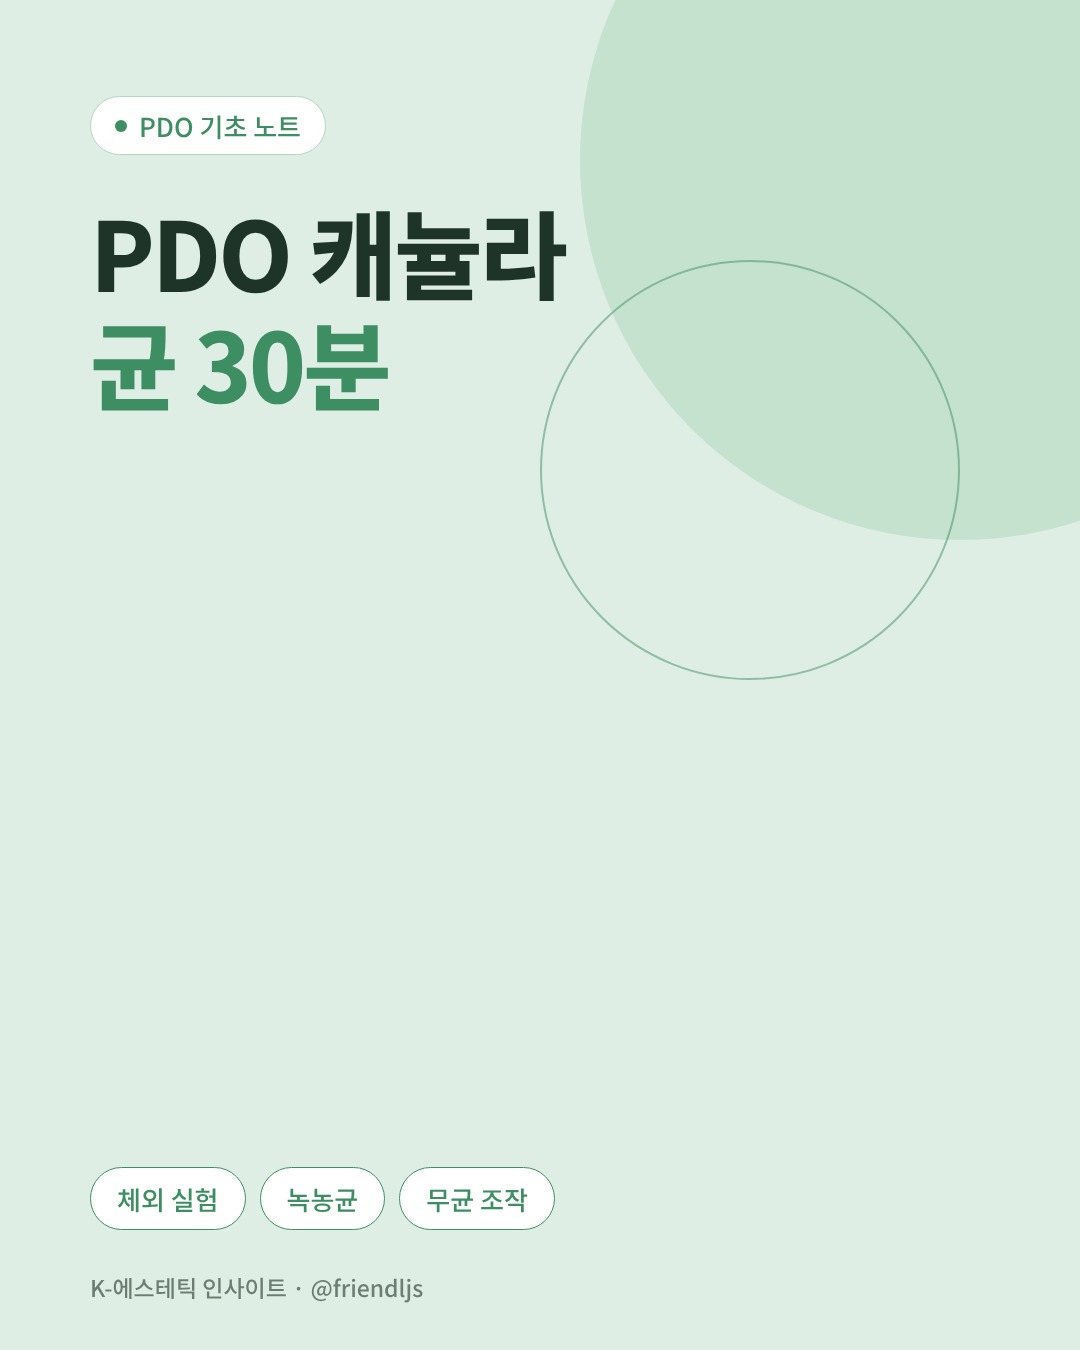 PDO 기초 노트
PDO 캐뉼라
균 30분
체외 실험
녹농균
무균 조작
K-에스테틱 인사이트 · @friendljs